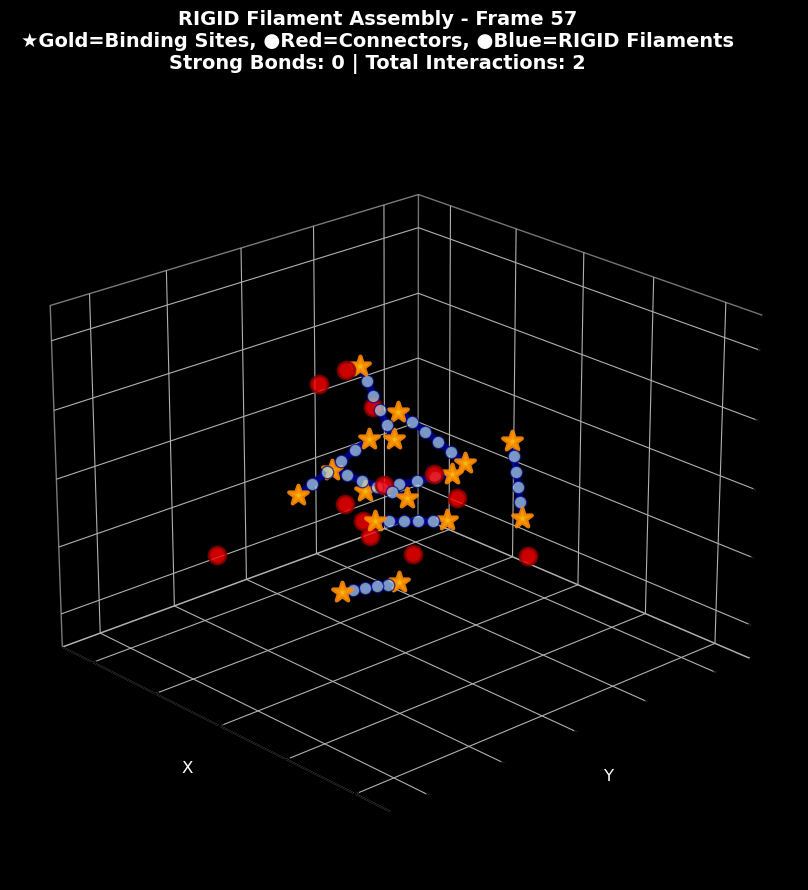 RIGID Filament Assembly - Frame 57
★Gold=Binding Sites, ●Red=Connectors, ●Blue=RIGID Filaments
Strong Bonds: 0 | Total Interactions: 2
X
Y